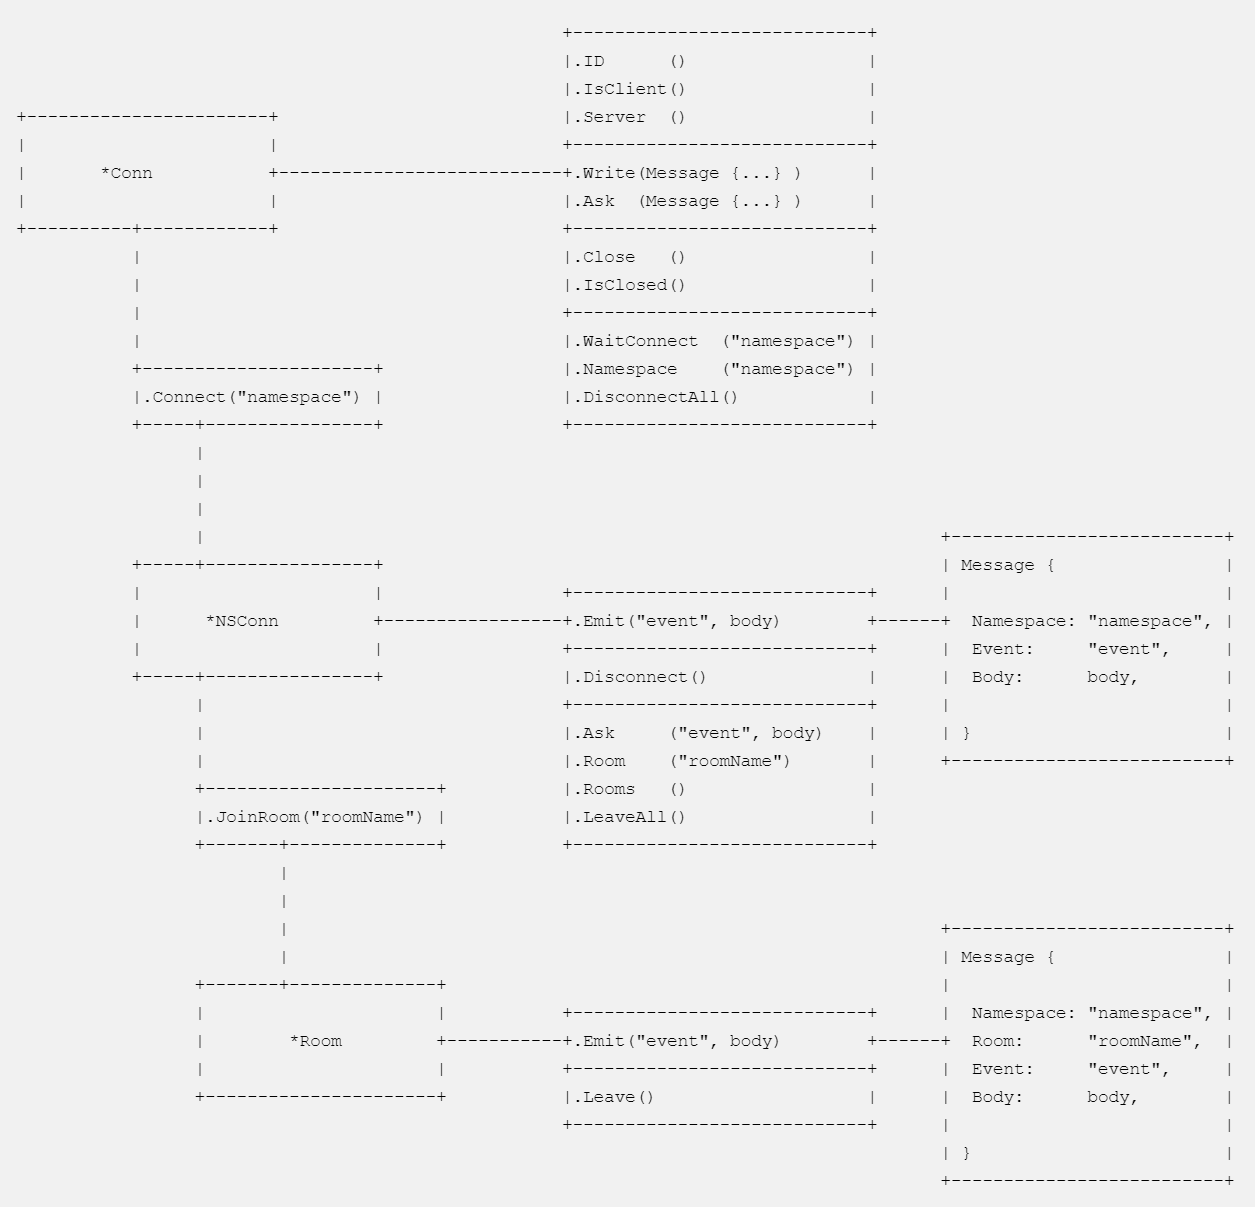 .ID      ()
.IsClient()
.Server  ()
*Conn
.Write(Message {...} )
.Ask  (Message {...} )
.Close   ()
.IsClosed()
.WaitConnect  ("namespace")
.Namespace    ("namespace")
.DisconnectAll()
.Connect("namespace")
*NSConn
.Emit("event", body)
.Disconnect()
.Ask     ("event", body)
.Room    ("roomName")
.Rooms   ()
.LeaveAll()
Message {
Namespace: "namespace",
Event:     "event",
Body:      body,
}
.JoinRoom("roomName")
*Room
.Emit("event", body)
.Leave()
Message {
Namespace: "namespace",
Room:      "roomName",
Event:     "event",
Body:      body,
}